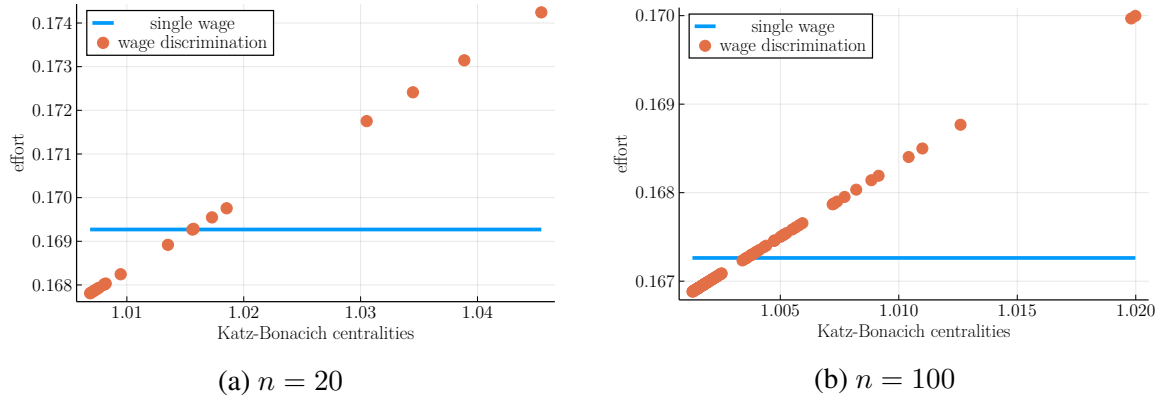 0.174
0.173
0.172
0.171
0.170
0.169
0.168
effort
single wage
wage discrimination
1.01
1.02
1.03
1.04
Katz-Bonacich centralities
(a) n = 20
0.170
0.169
0.168
0.167
effort
single wage
wage discrimination
1.005
1.010
1.015
1.020
Katz-Bonacich centralities
(b) n = 100